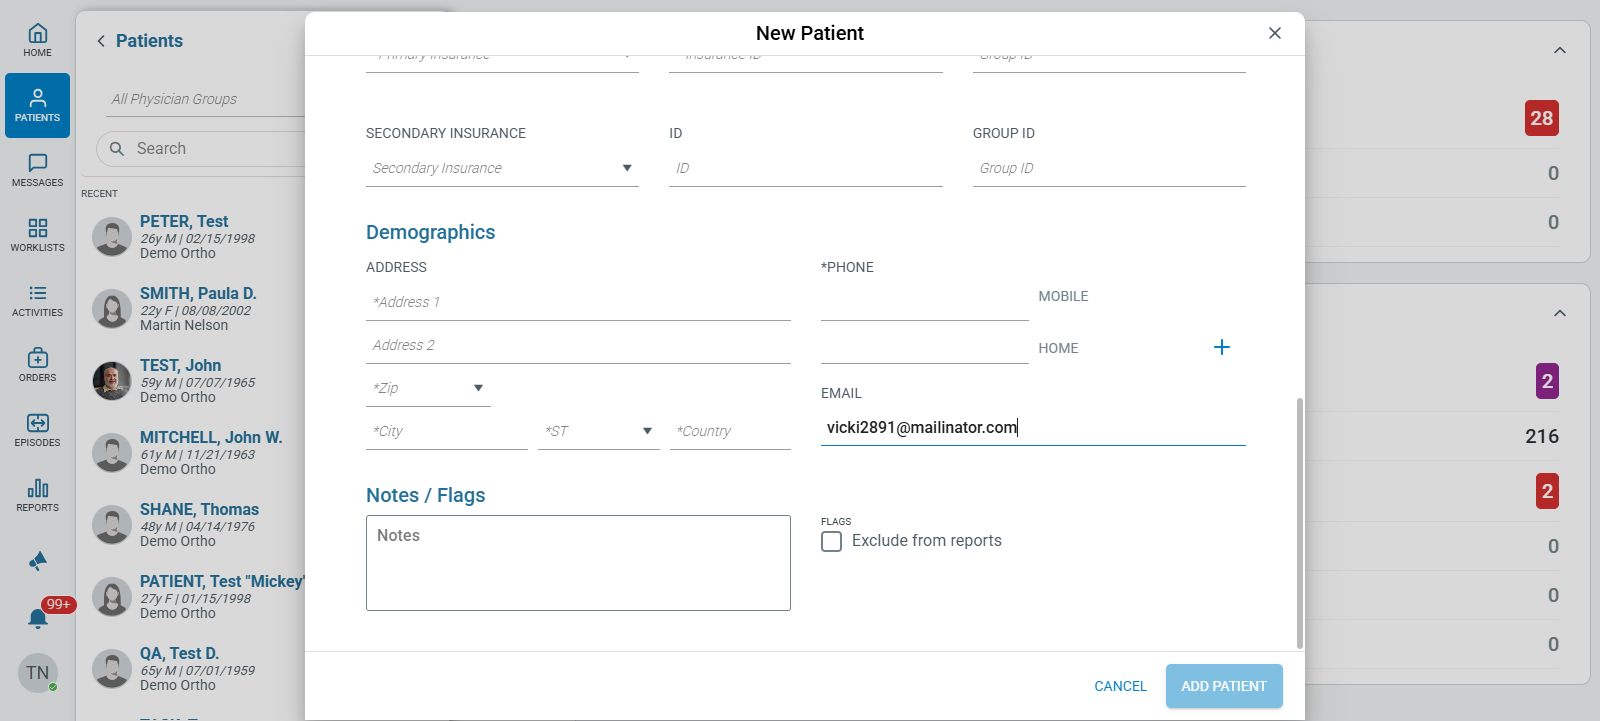 HOME
PATIENTS
MESSAGES
WORKLISTS
ACTIVITIES
ORDERS
EPISODES
REPORTS
99+
TN
Patients
All Physician Groups
Search
RECENT
PETER, Test
26y M | 02/15/1998
Demo Ortho
SMITH, Paula D.
22y F | 08/08/2002
Martin Nelson
TEST, John
59y M | 07/07/1965
Demo Ortho
MITCHELL, John W.
61y M | 11/21/1963
Demo Ortho
SHANE, Thomas
48y M | 04/14/1976
Demo Ortho
PATIENT, Test "Mickey"
27y F | 01/15/1998
Demo Ortho
QA, Test D.
65y M | 07/01/1959
Demo Ortho
New Patient
Primary Insurance Insurance ID Group ID
SECONDARY INSURANCE ID GROUP ID
Secondary Insurance ID Group ID
Demographics
ADDRESS
*Address 1
Address 2
*Zip
*City *ST *Country
*PHONE
MOBILE
HOME
EMAIL
vicki2891@mailinator.com
Notes / Flags
Notes
FLAGS
Exclude from reports
CANCEL ADD PATIENT
28
0
0
2
216
2
0
0
0